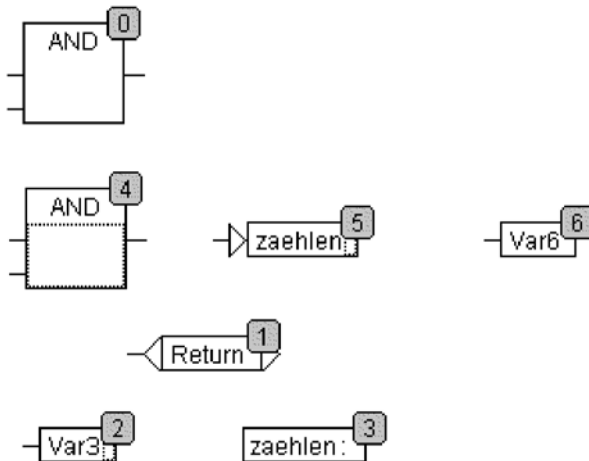 0
AND
4
AND
5
zaehlen
6
Var6
1
Return
2
Var3
3
zaehlen: